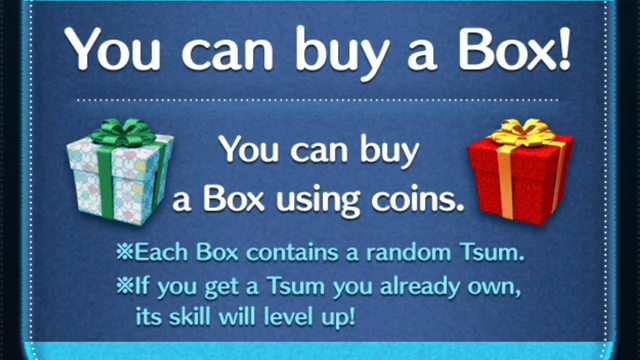 You can buy a Box!
You can buy
a Box using coins.
※Each Box contains a random Tsum.
※If you get a Tsum you already own,
its skill will level up!